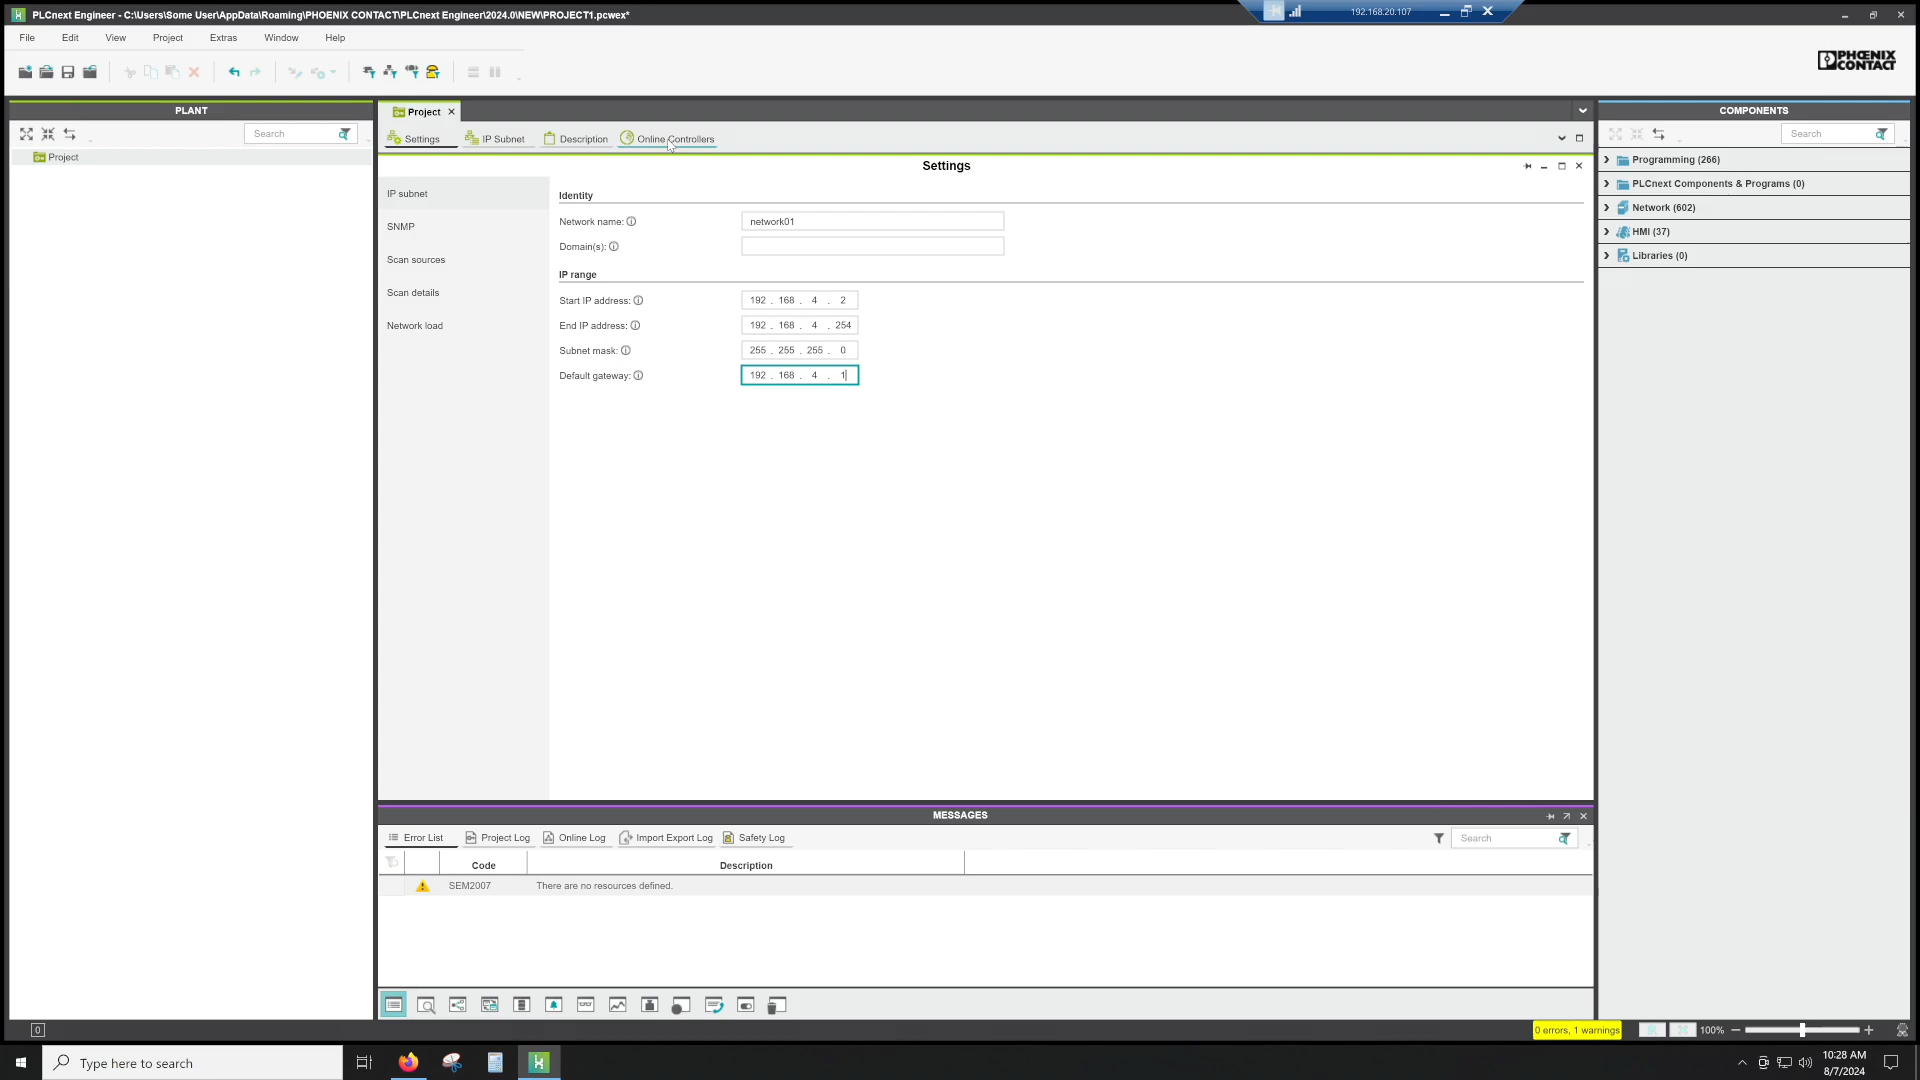 PLCnext Engineer - C:\Users\Some User\AppData\Roaming\PHOENIX CONTACT\PLCnext Engineer\2024.0\NEW\PROJECT1.pcwex*
192.168.20.107
File Edit View Project Extras Window Help
PHŒNIX
CONTACT
PLANT
Project
COMPONENTS
Search
Settings IP Subnet Description Online Controllers
Search
Project
Settings
Programming (266)
PLCnext Components & Programs (0)
Network (602)
HMI (37)
Libraries (0)
IP subnet
SNMP
Scan sources
Scan details
Network load
Identity
Network name: network01
Domain(s):
IP range
Start IP address: 192 . 168 . 4 . 2
End IP address: 192 . 168 . 4 . 254
Subnet mask: 255 . 255 . 255 . 0
Default gateway: 192 . 168 . 4 . 1
MESSAGES
Error List Project Log Online Log Import Export Log Safety Log Search
Code Description
SEM2007 There are no resources defined.
0 0 errors, 1 warnings 100%
Type here to search
10:28 AM
8/7/2024